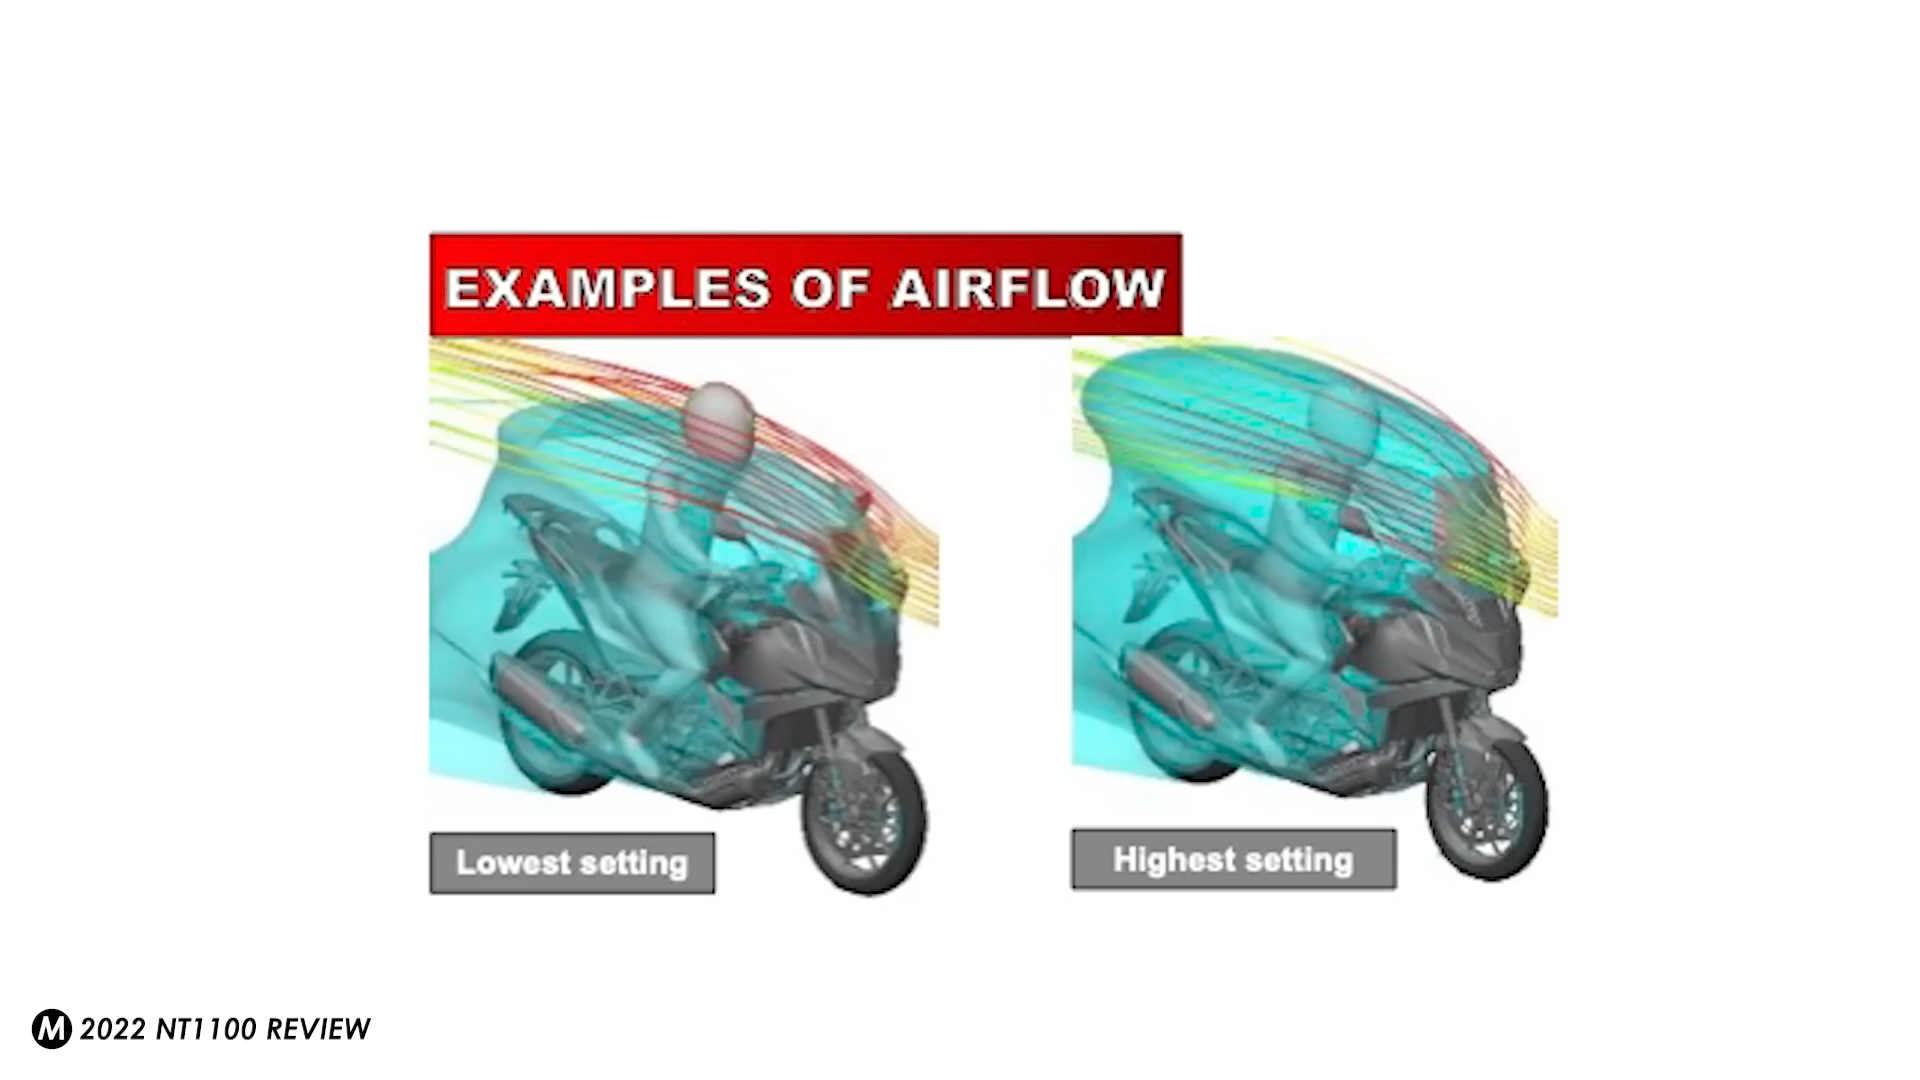 EXAMPLES OF AIRFLOW
Lowest setting
Highest setting
M 2022 NT1100 REVIEW